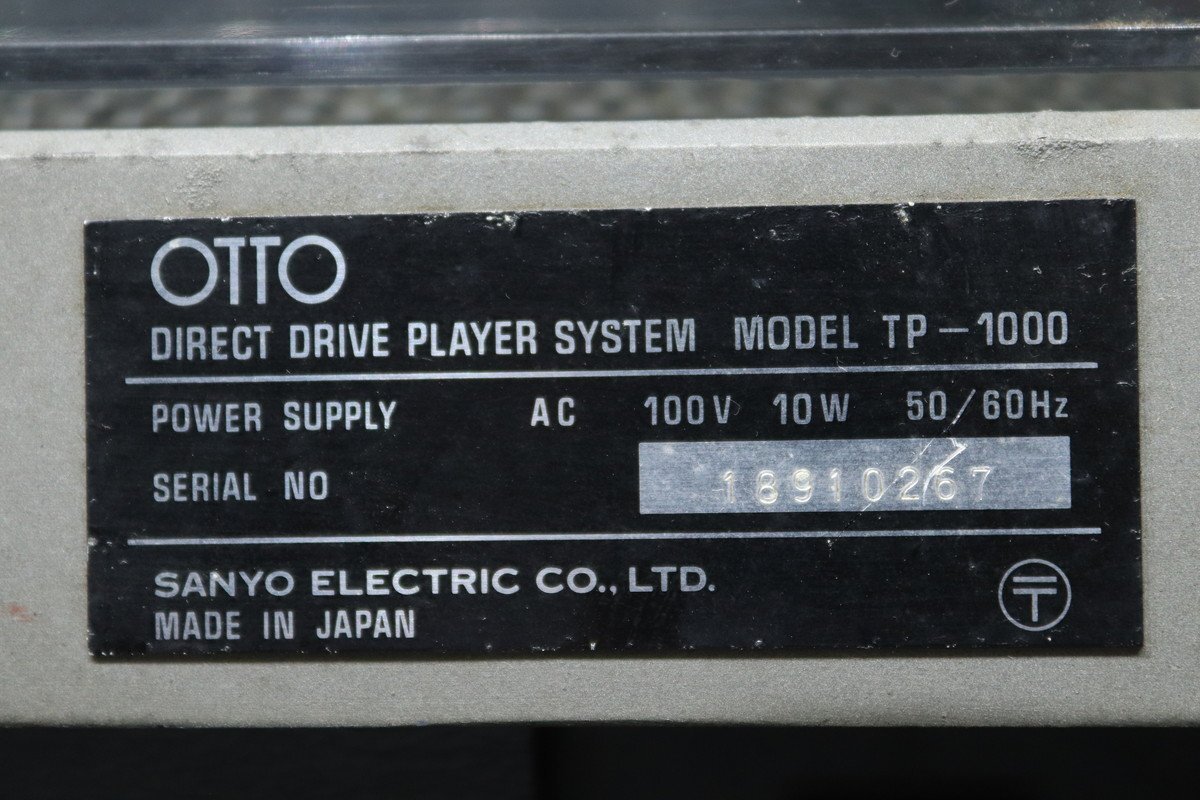 OTTO
DIRECT DRIVE PLAYER SYSTEM MODEL TP-1000
POWER SUPPLY AC 100V 10W 50/60Hz
SERIAL NO 18910267
SANYO ELECTRIC CO., LTD.
MADE IN JAPAN 〶